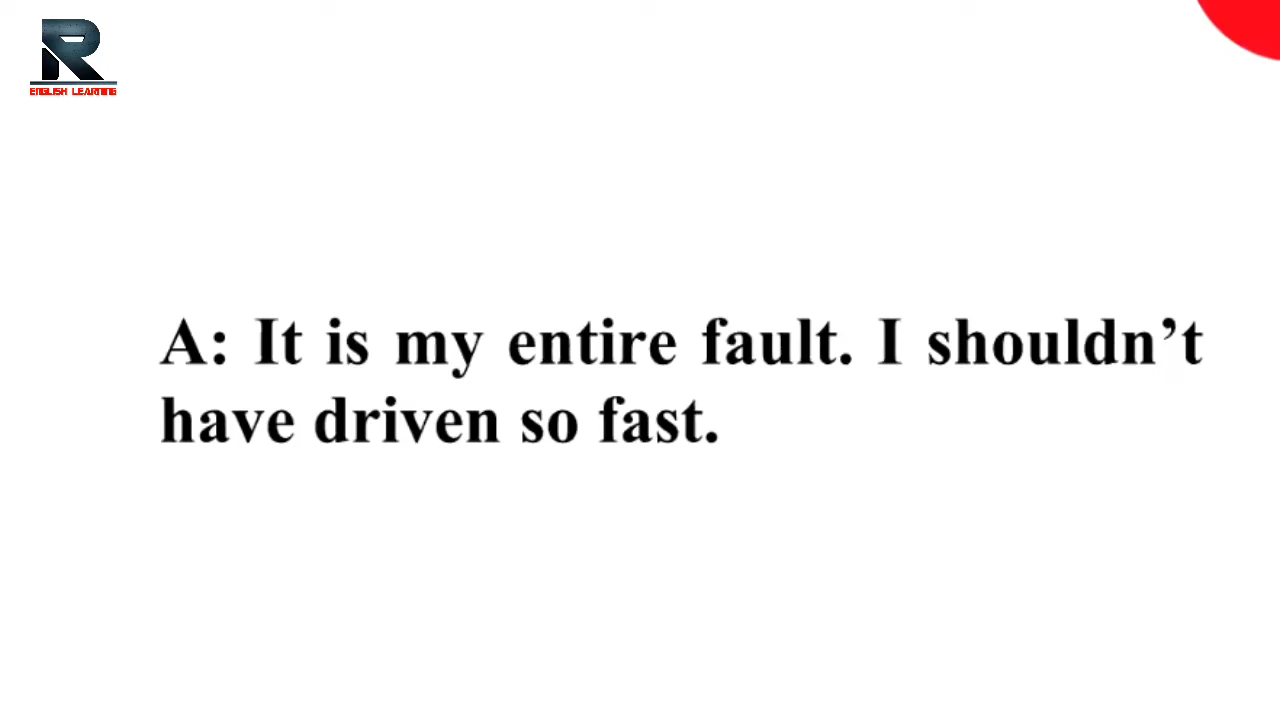 R
ENGLISH LEARNING
A: It is my entire fault. I shouldn’t
have driven so fast.